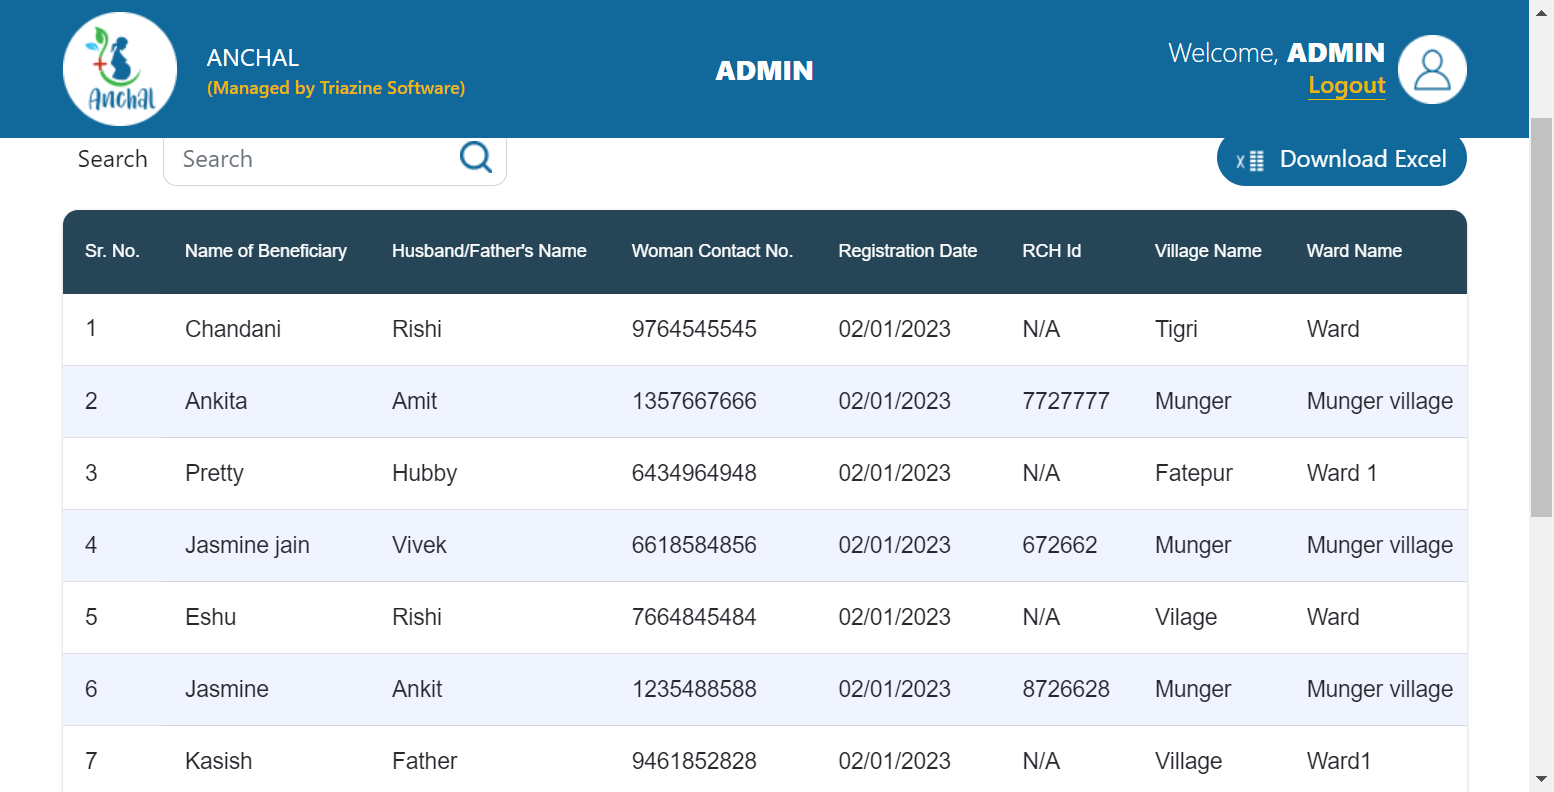 Anchal
ANCHAL
(Managed by Triazine Software)
ADMIN
Welcome, ADMIN
Logout
Search Search Download Excel
Sr. No. Name of Beneficiary Husband/Father's Name Woman Contact No. Registration Date RCH Id Village Name Ward Name
1 Chandani Rishi 9764545545 02/01/2023 N/A Tigri Ward
2 Ankita Amit 1357667666 02/01/2023 7727777 Munger Munger village
3 Pretty Hubby 6434964948 02/01/2023 N/A Fatepur Ward 1
4 Jasmine jain Vivek 6618584856 02/01/2023 672662 Munger Munger village
5 Eshu Rishi 7664845484 02/01/2023 N/A Vilage Ward
6 Jasmine Ankit 1235488588 02/01/2023 8726628 Munger Munger village
7 Kasish Father 9461852828 02/01/2023 N/A Village Ward1